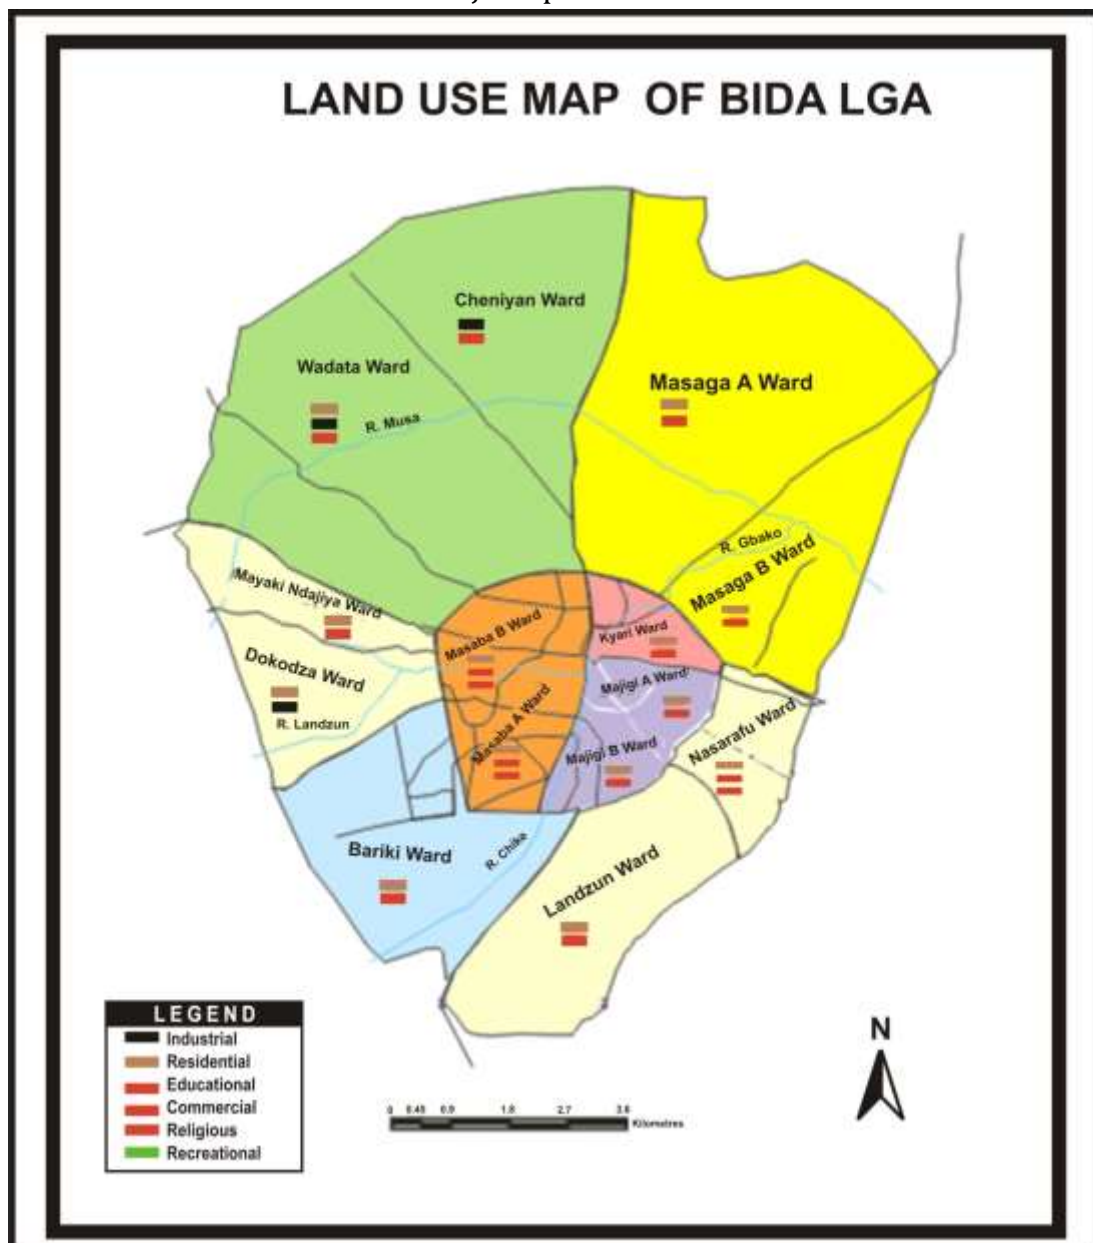 LAND USE MAP OF BIDA LGA
Cheniyan Ward
Wadata Ward
Masaga A Ward
R. Musa
R. Gbako
Masaga B Ward
Mayaki Ndajiya Ward
Masaba B Ward
Kyari Ward
Dokodza Ward
Majigi A Ward
R. Landzun
Masaba A Ward
Majigi B Ward
Nasarafu Ward
Bariki Ward
R. Chika
Landzun Ward
LEGEND
Industrial
Residential
Educational
Commercial
Religious
Recreational
N
0 0.45 0.9 1.8 2.7 3.6
Kilometres